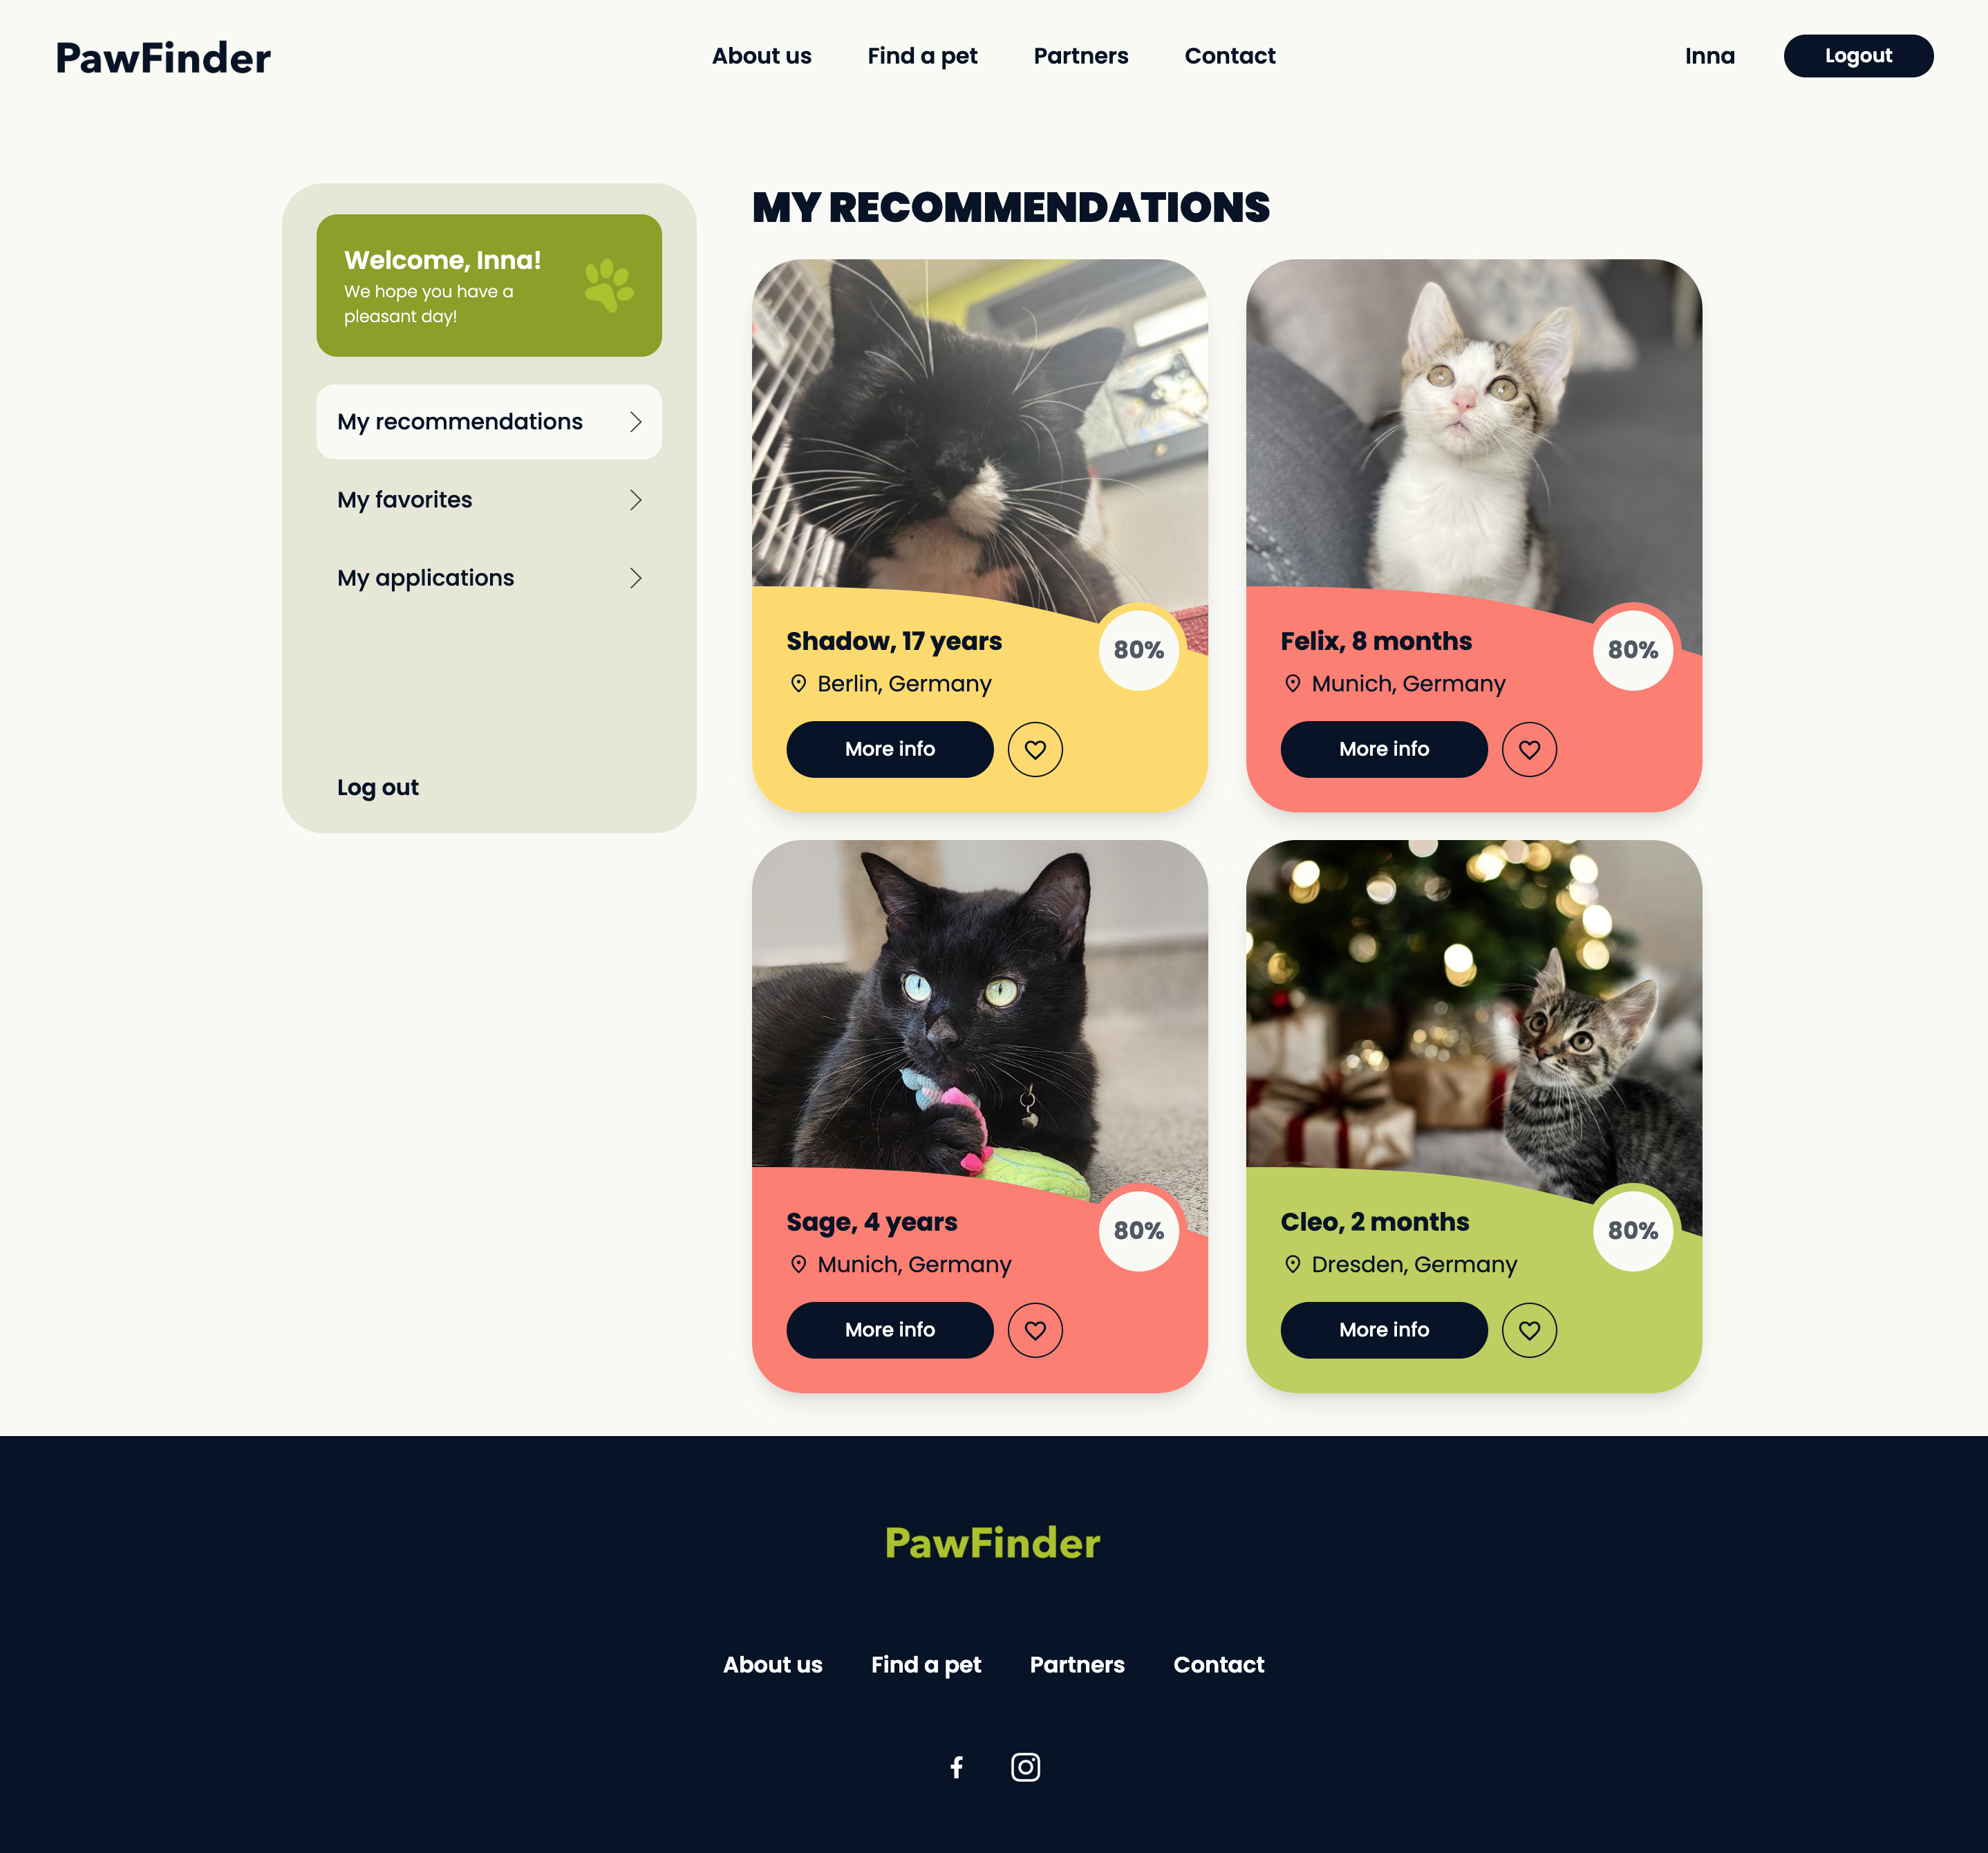 PawFinder
About us
Find a pet
Partners
Contact
Inna
Logout
Welcome, Inna!
We hope you have a
pleasant day!
My recommendations
My favorites
My applications
Log out
MY RECOMMENDATIONS
Shadow, 17 years
80%
Berlin, Germany
More info
Felix, 8 months
80%
Munich, Germany
More info
Sage, 4 years
80%
Munich, Germany
More info
Cleo, 2 months
80%
Dresden, Germany
More info
PawFinder
About us
Find a pet
Partners
Contact